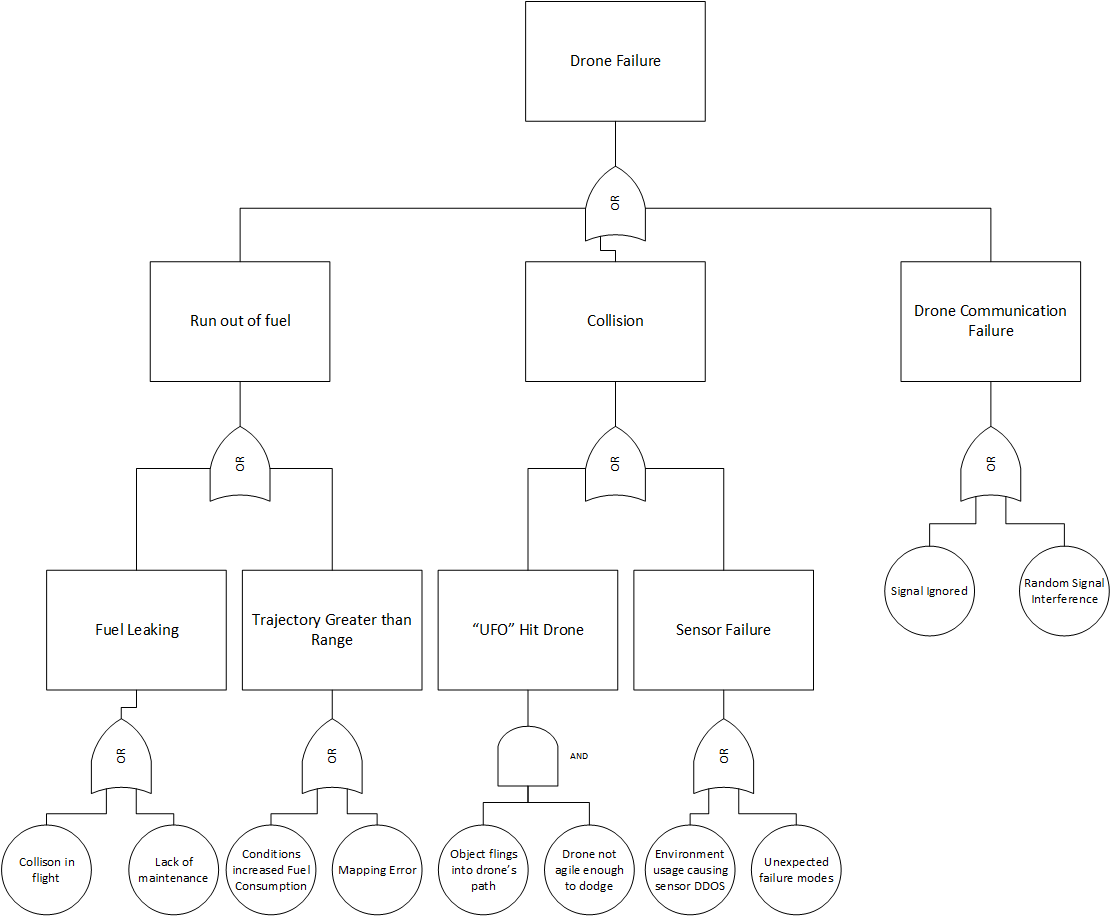 Drone Failure
OR
Run out of fuel
Collision
Drone Communication
Failure
OR
OR
OR
Fuel Leaking
Trajectory Greater than
Range
“UFO” Hit Drone
Sensor Failure
Signal Ignored
Random Signal
Interference
OR
OR
AND
OR
Collison in
flight
Lack of
maintenance
Conditions
increased Fuel
Consumption
Mapping Error
Object flings
into drone’s
path
Drone not
agile enough
to dodge
Environment
usage causing
sensor DDOS
Unexpected
failure modes